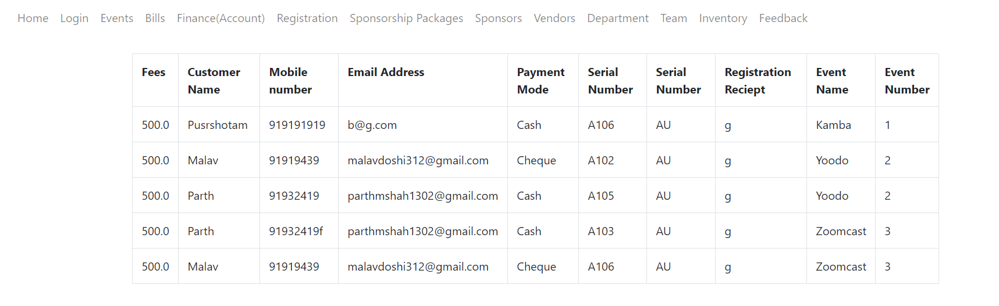 Home Login Events Bills Finance(Account) Registration Sponsorship Packages Sponsors Vendors Department Team Inventory Feedback
Fees Customer Mobile Email Address Payment Serial Serial Registration Event Event
Name number Mode Number Number Reciept Name Number
500.0 Pusrshotam 919191919 b@g.com Cash A106 AU g Kamba 1
500.0 Malav 91919439 malavdoshi312@gmail.com Cheque A102 AU g Yoodo 2
500.0 Parth 91932419 parthmshah1302@gmail.com Cash A105 AU g Yoodo 2
500.0 Parth 91932419f parthmshah1302@gmail.com Cash A103 AU g Zoomcast 3
500.0 Malav 91919439 malavdoshi312@gmail.com Cheque A106 AU g Zoomcast 3